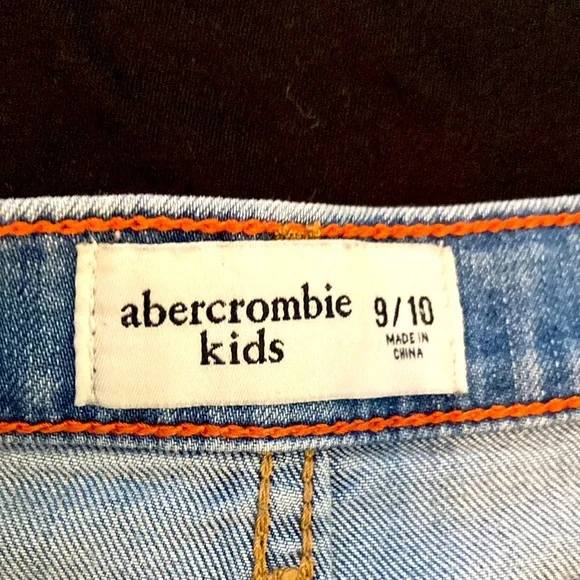 abercrombie
kids
9/10
MADE IN
CHINA